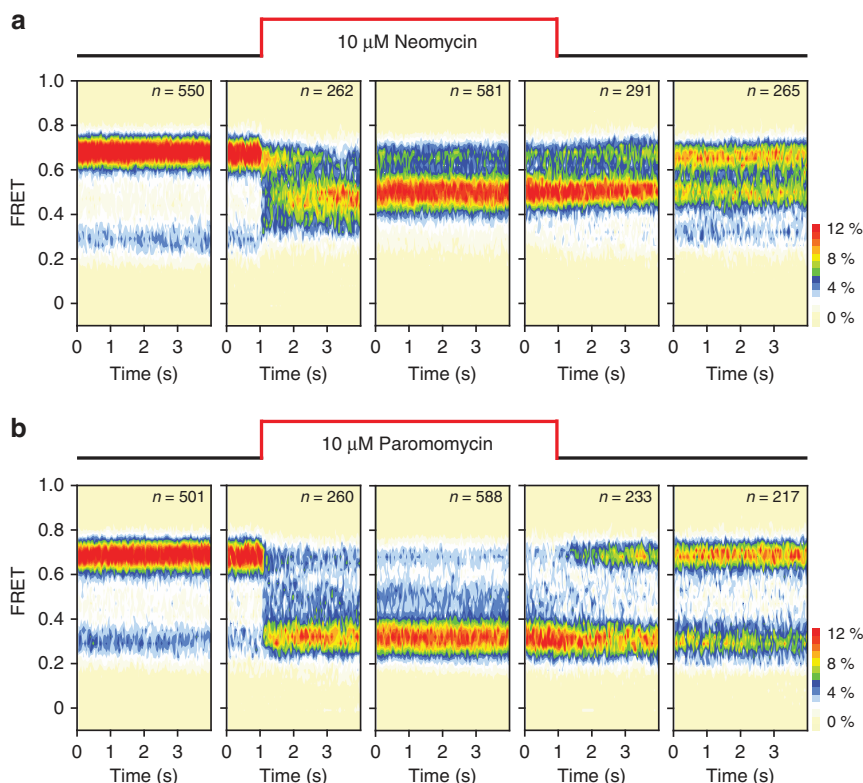 a
10 μM Neomycin
n = 550
n = 262
n = 581
n = 291
n = 265
1.0
0.8
0.6
0.4
0.2
0
FRET
0 1 2 3
0 1 2 3
0 1 2 3
0 1 2 3
0 1 2 3
Time (s)
Time (s)
Time (s)
Time (s)
Time (s)
12 %
8 %
4 %
0 %
b
10 μM Paromomycin
n = 501
n = 260
n = 588
n = 233
n = 217
1.0
0.8
0.6
0.4
0.2
0
FRET
0 1 2 3
0 1 2 3
0 1 2 3
0 1 2 3
0 1 2 3
Time (s)
Time (s)
Time (s)
Time (s)
Time (s)
12 %
8 %
4 %
0 %